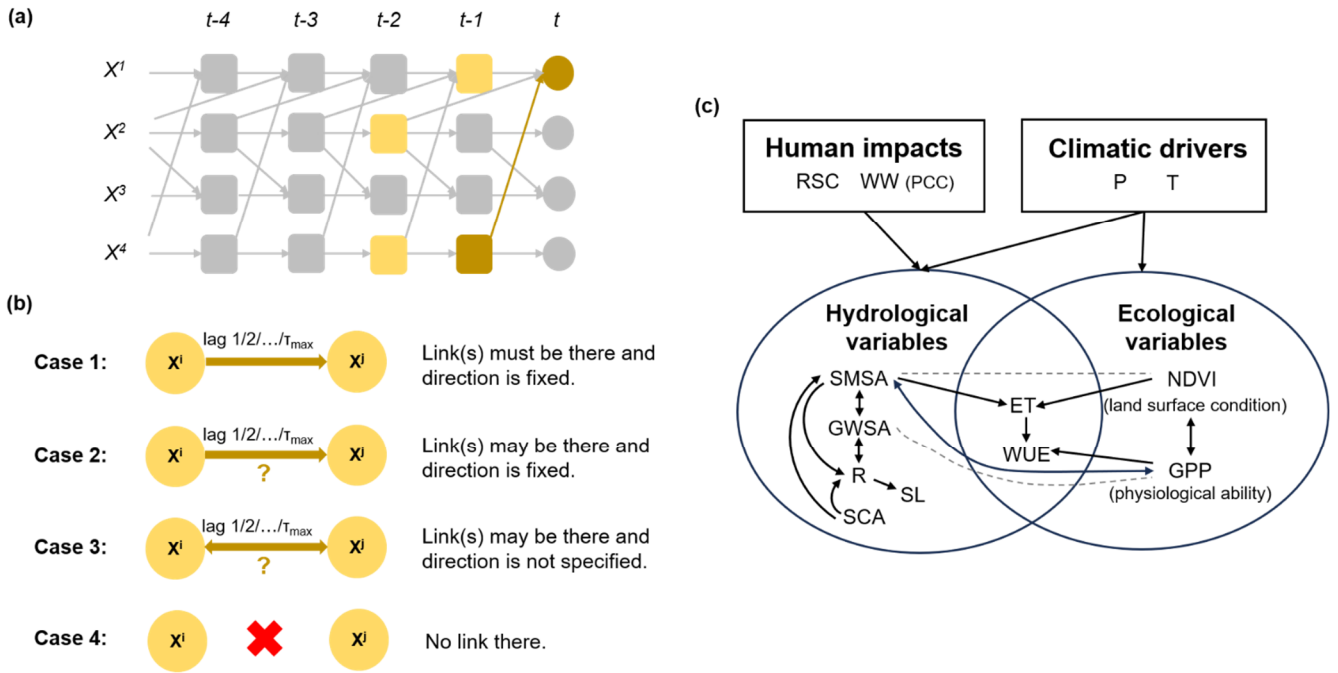 (a)
t-4 t-3 t-2 t-1 t
X¹
X²
X³
X⁴
(b)
Case 1:
Xⁱ
lag 1/2/…/τmax
Xʲ
Link(s) must be there and
direction is fixed.
Case 2:
Xⁱ
lag 1/2/…/τmax
?
Xʲ
Link(s) may be there and
direction is fixed.
Case 3:
Xⁱ
lag 1/2/…/τmax
?
Xʲ
Link(s) may be there and
direction is not specified.
Case 4:
Xⁱ
Xʲ
No link there.
(c)
Human impacts
RSC WW (PCC)
Climatic drivers
P T
Hydrological
variables
SMSA
GWSA
R
SL
SCA
ET
WUE
Ecological
variables
NDVI
(land surface condition)
GPP
(physiological ability)